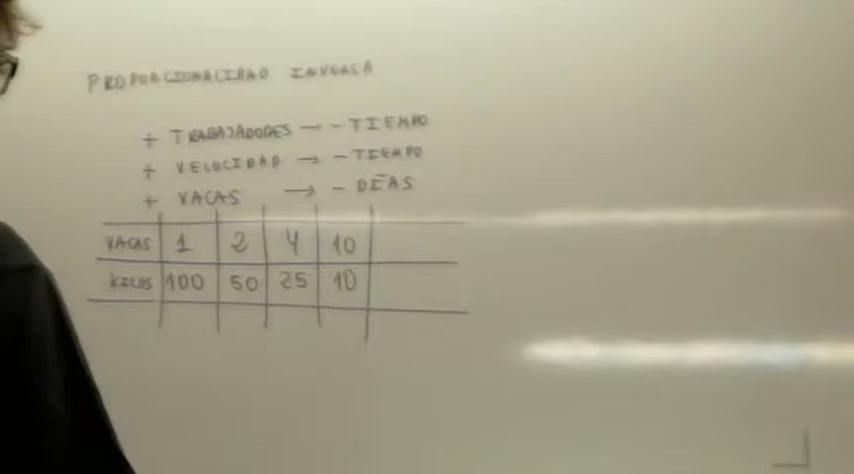 PROPORCIONALIDAD INVERSA
+ TRABAJADORES → - TIEMPO
+ VELOCIDAD → - TIEMPO
+ VACAS → - DÍAS
VACAS 1 2 4 10
KILOS 100 50 25 10